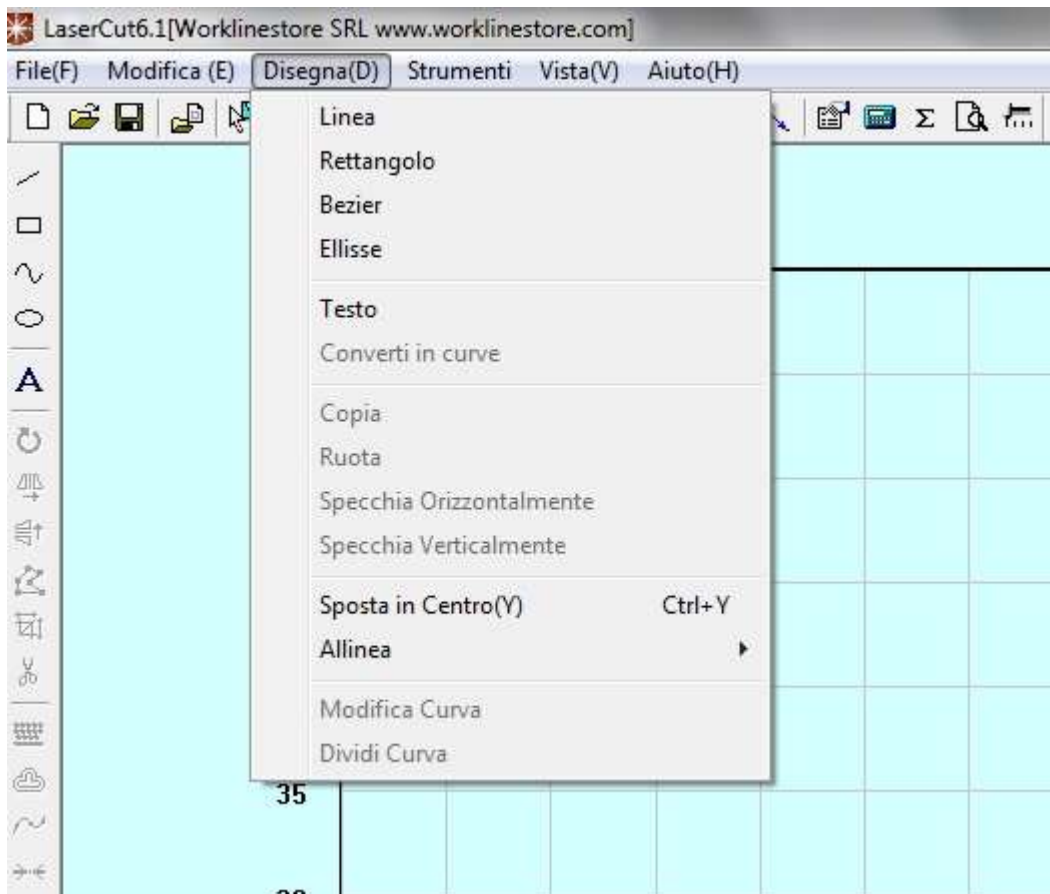 LaserCut6.1[Worklinestore SRL www.worklinestore.com]
File(F) Modifica (E) Disegna(D) Strumenti Vista(V) Aiuto(H)
Σ
Linea
Rettangolo
Bezier
Ellisse
A
Testo
Converti in curve
Copia
Ruota
Specchia Orizzontalmente
Specchia Verticalmente
Sposta in Centro(Y) Ctrl+Y
Allinea
Modifica Curva
Dividi Curva
35